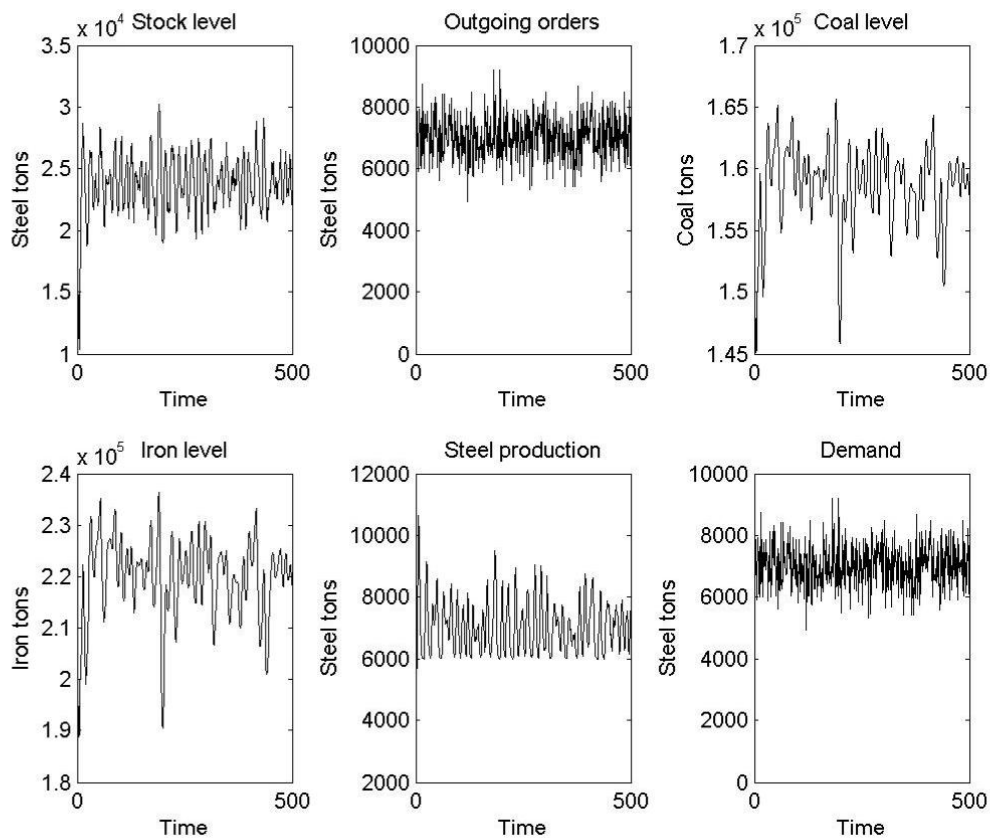 Stock level
x 10^4
3.5
3
2.5
2
1.5
1
0 500
Time
Steel tons
Outgoing orders
10000
8000
6000
4000
2000
0
0 500
Time
Steel tons
Coal level
x 10^5
1.7
1.65
1.6
1.55
1.5
1.45
0 500
Time
Coal tons
Iron level
x 10^5
2.4
2.3
2.2
2.1
2
1.9
1.8
0 500
Time
Iron tons
Steel production
12000
10000
8000
6000
4000
2000
0 500
Time
Steel tons
Demand
10000
8000
6000
4000
2000
0
0 500
Time
Steel tons